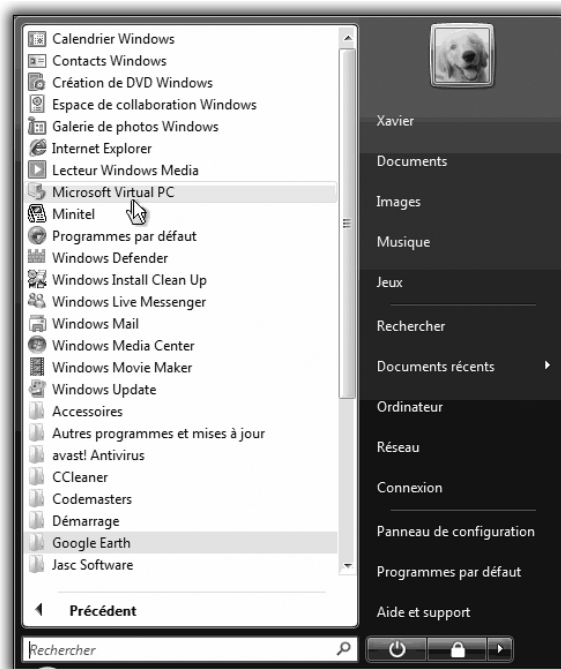 Calendrier Windows
Contacts Windows
Création de DVD Windows
Espace de collaboration Windows
Galerie de photos Windows
Internet Explorer
Lecteur Windows Media
Microsoft Virtual PC
Minitel
Programmes par défaut
Windows Defender
Windows Install Clean Up
Windows Live Messenger
Windows Mail
Windows Media Center
Windows Movie Maker
Windows Update
Accessoires
Autres programmes et mises à jour
avast! Antivirus
CCleaner
Codemasters
Démarrage
Google Earth
Jasc Software
Précédent
Rechercher
Xavier
Documents
Images
Musique
Jeux
Rechercher
Documents récents
Ordinateur
Réseau
Connexion
Panneau de configuration
Programmes par défaut
Aide et support